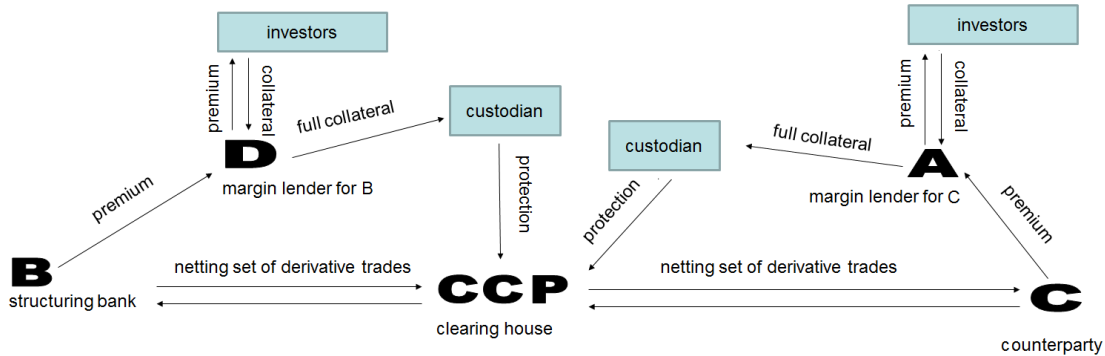 investors
investors
premium
collateral
premium
collateral
full collateral
custodian
full collateral
custodian
D
A
margin lender for B
margin lender for C
premium
protection
protection
premium
B
structuring bank
netting set of derivative trades
CCP
clearing house
netting set of derivative trades
C
counterparty